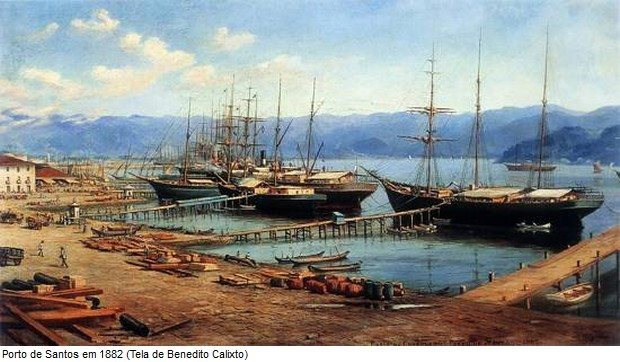 Porto de Santos em 1882 (Tela de Benedito Calixto)